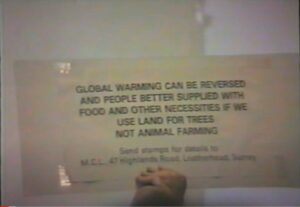 GLOBAL WARMING CAN BE REVERSED
AND PEOPLE BETTER SUPPLIED WITH
FOOD AND OTHER NECESSITIES IF WE
USE LAND FOR TREES
NOT ANIMAL FARMING
Send stamps for details to
M.C.L. 47 Highlands Road, Leatherhead, Surrey